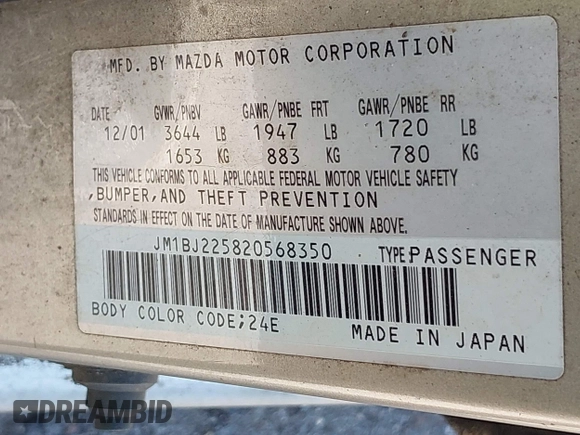 MFD. BY MAZDA MOTOR CORPORATION
DATE GVWR/PNBV GAWR/PNBE FRT GAWR/PNBE RR
12/01 3644 LB 1947 LB 1720 LB
1653 KG 883 KG 780 KG
THIS VEHICLE CONFORMS TO ALL APPLICABLE FEDERAL MOTOR VEHICLE SAFETY
,BUMPER,AND THEFT PREVENTION
STANDARDS IN EFFECT ON THE DATE OF MANUFACTURE SHOWN ABOVE.
JM1BJ225820568350 TYPE:PASSENGER
BODY COLOR CODE;24E MADE IN JAPAN
DREAMBID